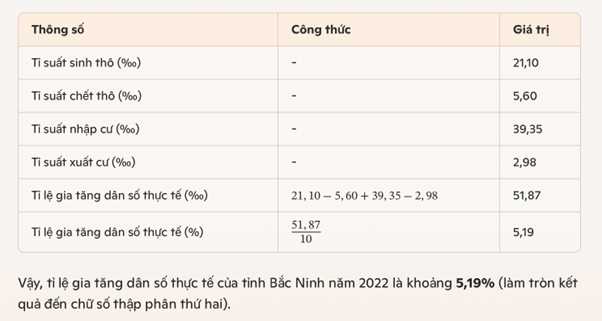 Thông số Công thức Giá trị
Tỉ suất sinh thô (‰) - 21,10
Tỉ suất chết thô (‰) - 5,60
Tỉ suất nhập cư (‰) - 39,35
Tỉ suất xuất cư (‰) - 2,98
Tỉ lệ gia tăng dân số thực tế (‰) 21, 10 − 5, 60 + 39, 35 − 2, 98 51,87
Tỉ lệ gia tăng dân số thực tế (%) 51, 87 / 10 5,19
Vậy, tỉ lệ gia tăng dân số thực tế của tỉnh Bắc Ninh năm 2022 là khoảng 5,19% (làm tròn kết
quả đến chữ số thập phân thứ hai).